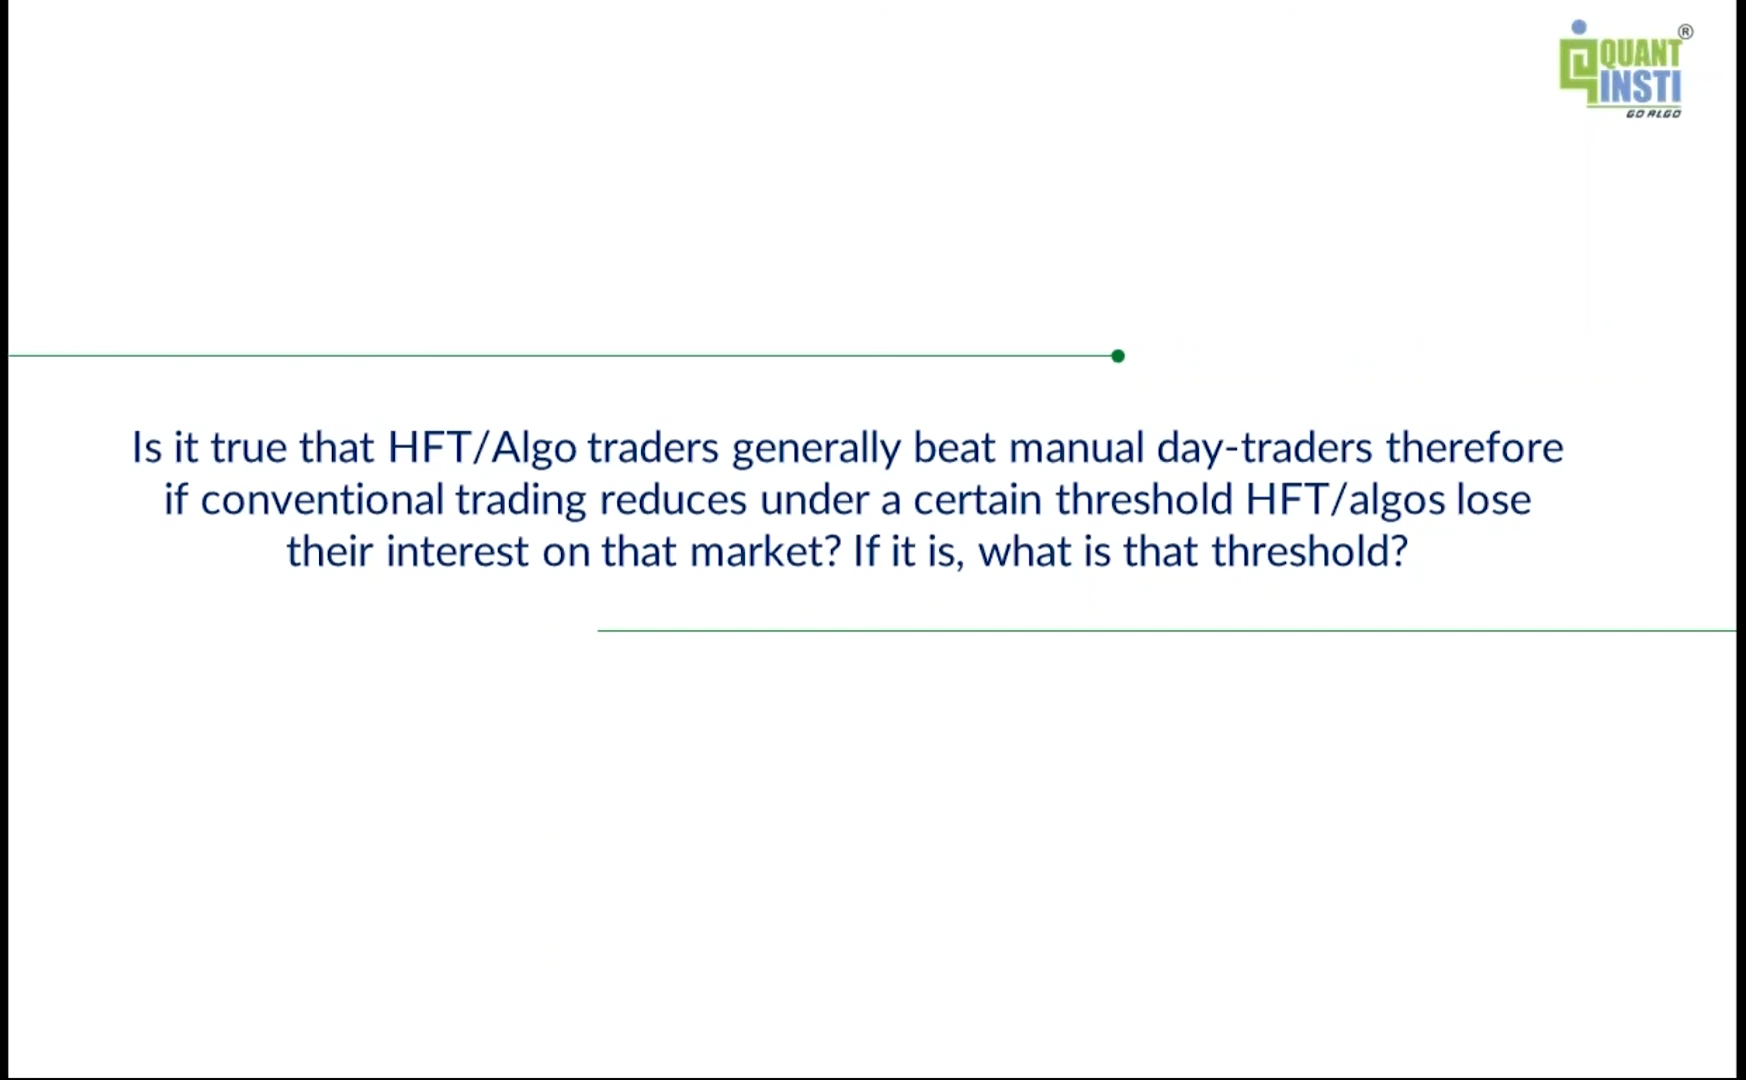 QUANT
INSTI
®
GO ALGO
Is it true that HFT/Algo traders generally beat manual day-traders therefore
if conventional trading reduces under a certain threshold HFT/algos lose
their interest on that market? If it is, what is that threshold?